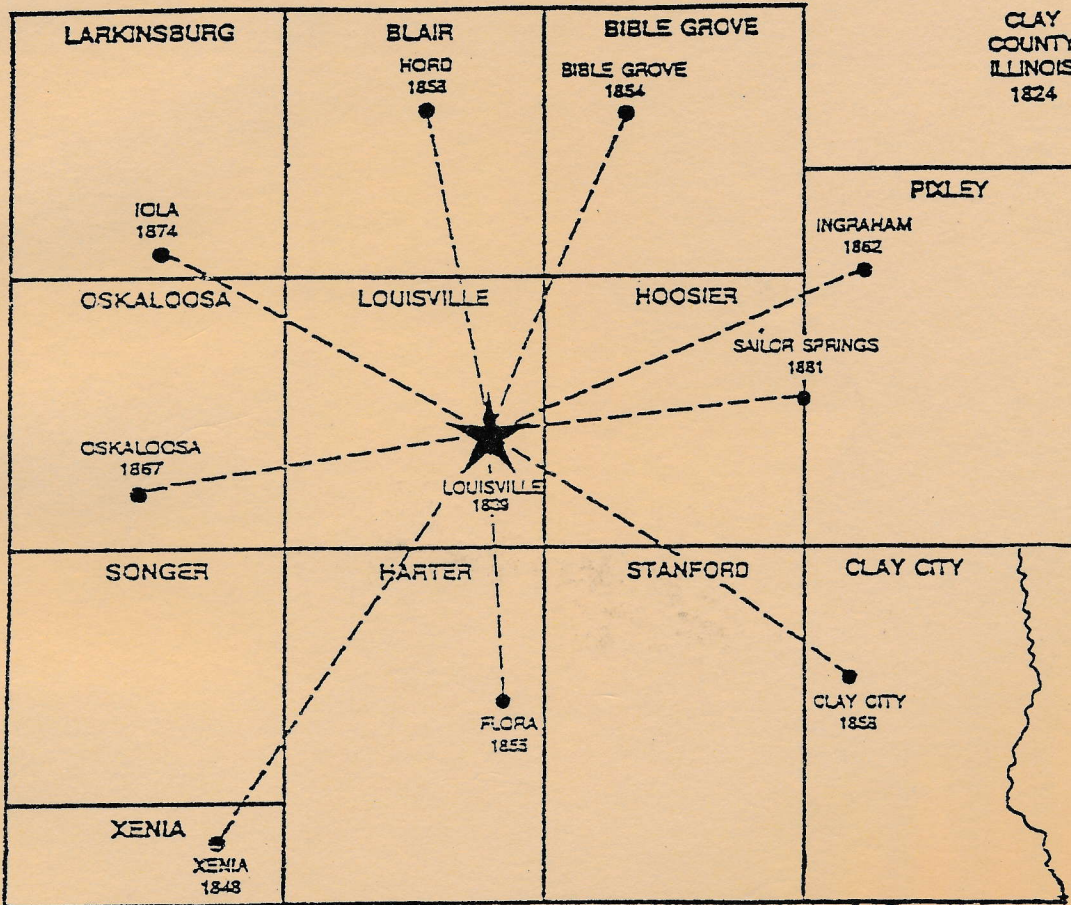 LARKINSBURG
BLAIR
BIBLE GROVE
CLAY
COUNTY
ILLINOIS
1824
HORD
1853
BIBLE GROVE
1854
PIXLEY
IOLA
1874
INGRAHAM
1862
OSKALOOSA
LOUISVILLE
HOOSIER
SAILOR SPRINGS
1881
OSKALOOSA
1867
LOUISVILLE
SONGER
HARTER
STANFORD
CLAY CITY
FLORA
CLAY CITY
XENIA
XENIA
1848